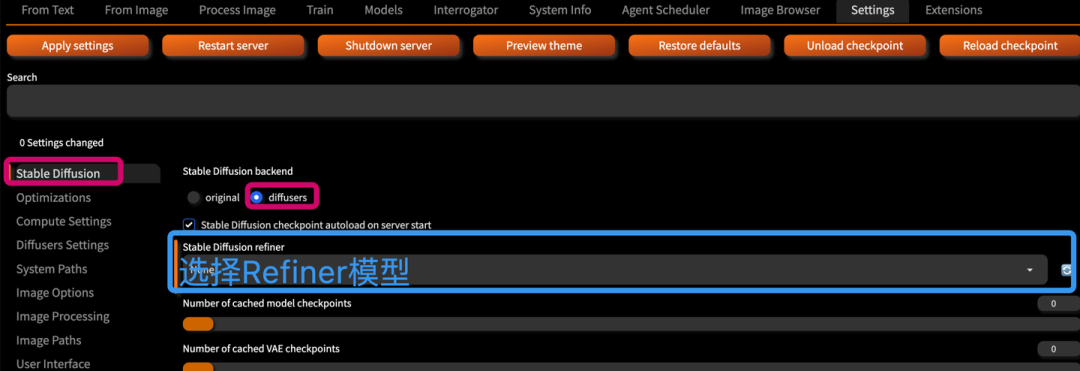 From Text From Image Process Image Train Models Interrogator System Info Agent Scheduler Image Browser Settings Extensions
Apply settings Restart server Shutdown server Preview theme Restore defaults Unload checkpoint Reload checkpoint
Search
0 Settings changed
Stable Diffusion
Optimizations
Compute Settings
Diffusers Settings
System Paths
Image Options
Image Processing
Image Paths
User Interface
Stable Diffusion backend
original diffusers
Stable Diffusion checkpoint autoload on server start
Stable Diffusion refiner
选择Refiner模型
Number of cached model checkpoints
0
Number of cached VAE checkpoints
0